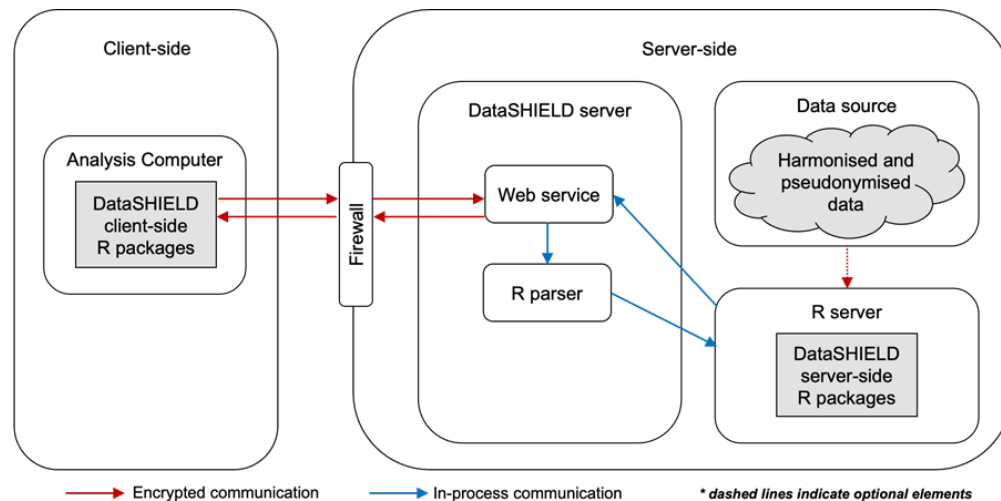 Client-side
Server-side
Analysis Computer
DataSHIELD
client-side
R packages
Firewall
DataSHIELD server
Web service
R parser
Data source
Harmonised and
pseudonymised
data
R server
DataSHIELD
server-side
R packages
Encrypted communication
In-process communication
* dashed lines indicate optional elements